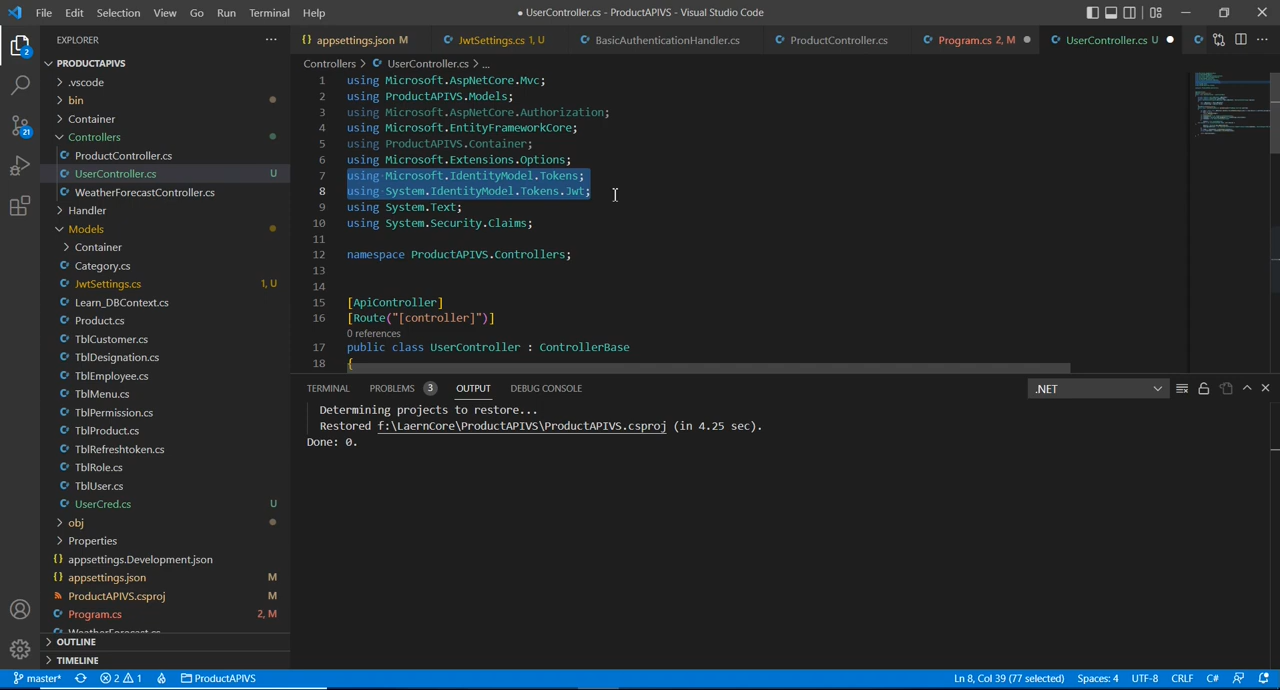 File Edit Selection View Go Run Terminal Help
● UserController.cs - ProductAPIVS - Visual Studio Code
EXPLORER
PRODUCTAPIVS
.vscode
bin
Container
Controllers
ProductController.cs
UserController.cs U
WeatherForecastController.cs
Handler
Models
Container
Category.cs
JwtSettings.cs 1, U
Learn_DBContext.cs
Product.cs
TblCustomer.cs
TblDesignation.cs
TblEmployee.cs
TblMenu.cs
TblPermission.cs
TblProduct.cs
TblRefreshtoken.cs
TblRole.cs
TblUser.cs
UserCred.cs U
obj
Properties
appsettings.Development.json
appsettings.json M
ProductAPIVS.csproj M
Program.cs 2, M
WeatherForecast.cs
OUTLINE
TIMELINE
2
21
appsettings.json M JwtSettings.cs 1, U BasicAuthenticationHandler.cs ProductController.cs Program.cs 2, M UserController.cs U
Controllers > UserController.cs > ...
1 using Microsoft.AspNetCore.Mvc;
2 using ProductAPIVS.Models;
3 using Microsoft.AspNetCore.Authorization;
4 using Microsoft.EntityFrameworkCore;
5 using ProductAPIVS.Container;
6 using Microsoft.Extensions.Options;
7 using Microsoft.IdentityModel.Tokens;
8 using System.IdentityModel.Tokens.Jwt;
9 using System.Text;
10 using System.Security.Claims;
11
12 namespace ProductAPIVS.Controllers;
13
14
15 [ApiController]
16 [Route("[controller]")]
0 references
17 public class UserController : ControllerBase
18 {
TERMINAL PROBLEMS 3 OUTPUT DEBUG CONSOLE .NET
Determining projects to restore...
Restored f:\LaernCore\ProductAPIVS\ProductAPIVS.csproj (in 4.25 sec).
Done: 0.
master* 2 1 ProductAPIVS Ln 8, Col 39 (77 selected) Spaces: 4 UTF-8 CRLF C#